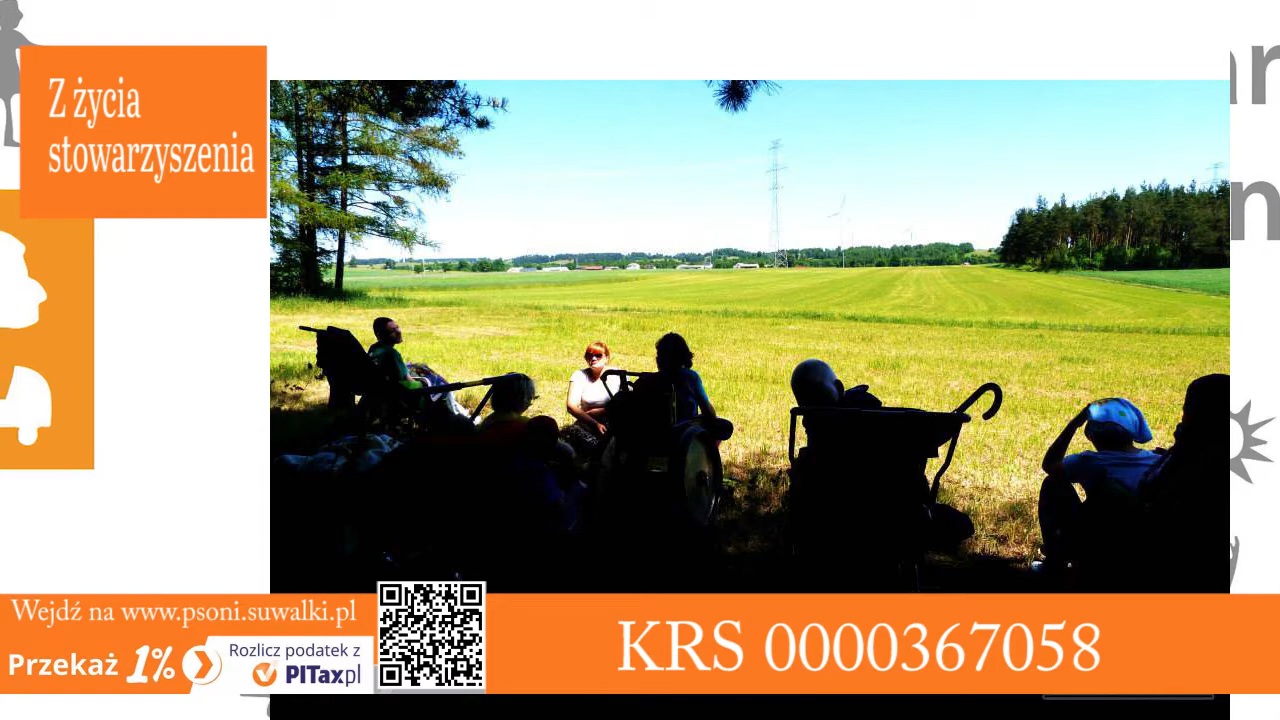 Z życia
stowarzyszenia
Wejdź na www.psoni.suwalki.pl
Przekaż 1%
Rozlicz podatek z
PITax.pl
KRS 0000367058